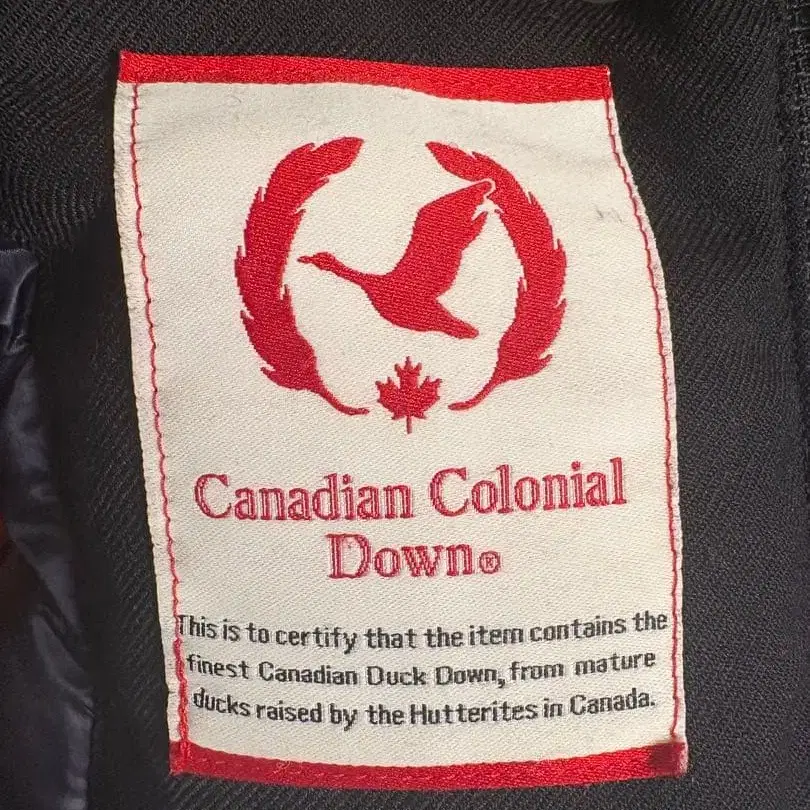 Canadian Colonial
Down®
This is to certify that the item contains the
finest Canadian Duck Down, from mature
ducks raised by the Hutterites in Canada.